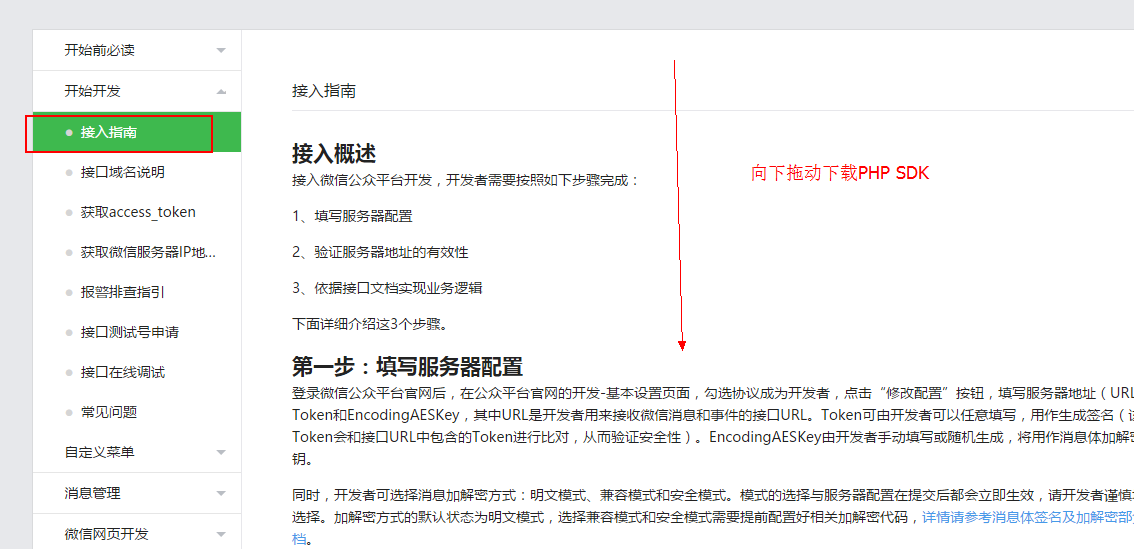 开始前必读
开始开发
接入指南
接口域名说明
获取access_token
获取微信服务器IP地...
报警排查指引
接口测试号申请
接口在线调试
常见问题
自定义菜单
消息管理
微信网页开发
接入指南
接入概述
接入微信公众平台开发，开发者需要按照如下步骤完成：
1、填写服务器配置
2、验证服务器地址的有效性
3、依据接口文档实现业务逻辑
下面详细介绍这3个步骤。
向下拖动下载PHP SDK
第一步：填写服务器配置
登录微信公众平台官网后，在公众平台官网的开发-基本设置页面，勾选协议成为开发者，点击“修改配置”按钮，填写服务器地址（URL
Token和EncodingAESKey，其中URL是开发者用来接收微信消息和事件的接口URL。Token可由开发者可以任意填写，用作生成签名（
Token会和接口URL中包含的Token进行比对，从而验证安全性）。EncodingAESKey由开发者手动填写或随机生成，将用作消息体加解
钥。
同时，开发者可选择消息加解密方式：明文模式、兼容模式和安全模式。模式的选择与服务器配置在提交后都会立即生效，请开发者谨慎
选择。加解密方式的默认状态为明文模式，选择兼容模式和安全模式需要提前配置好相关加解密代码，详情请参考消息体签名及加解密部
档。